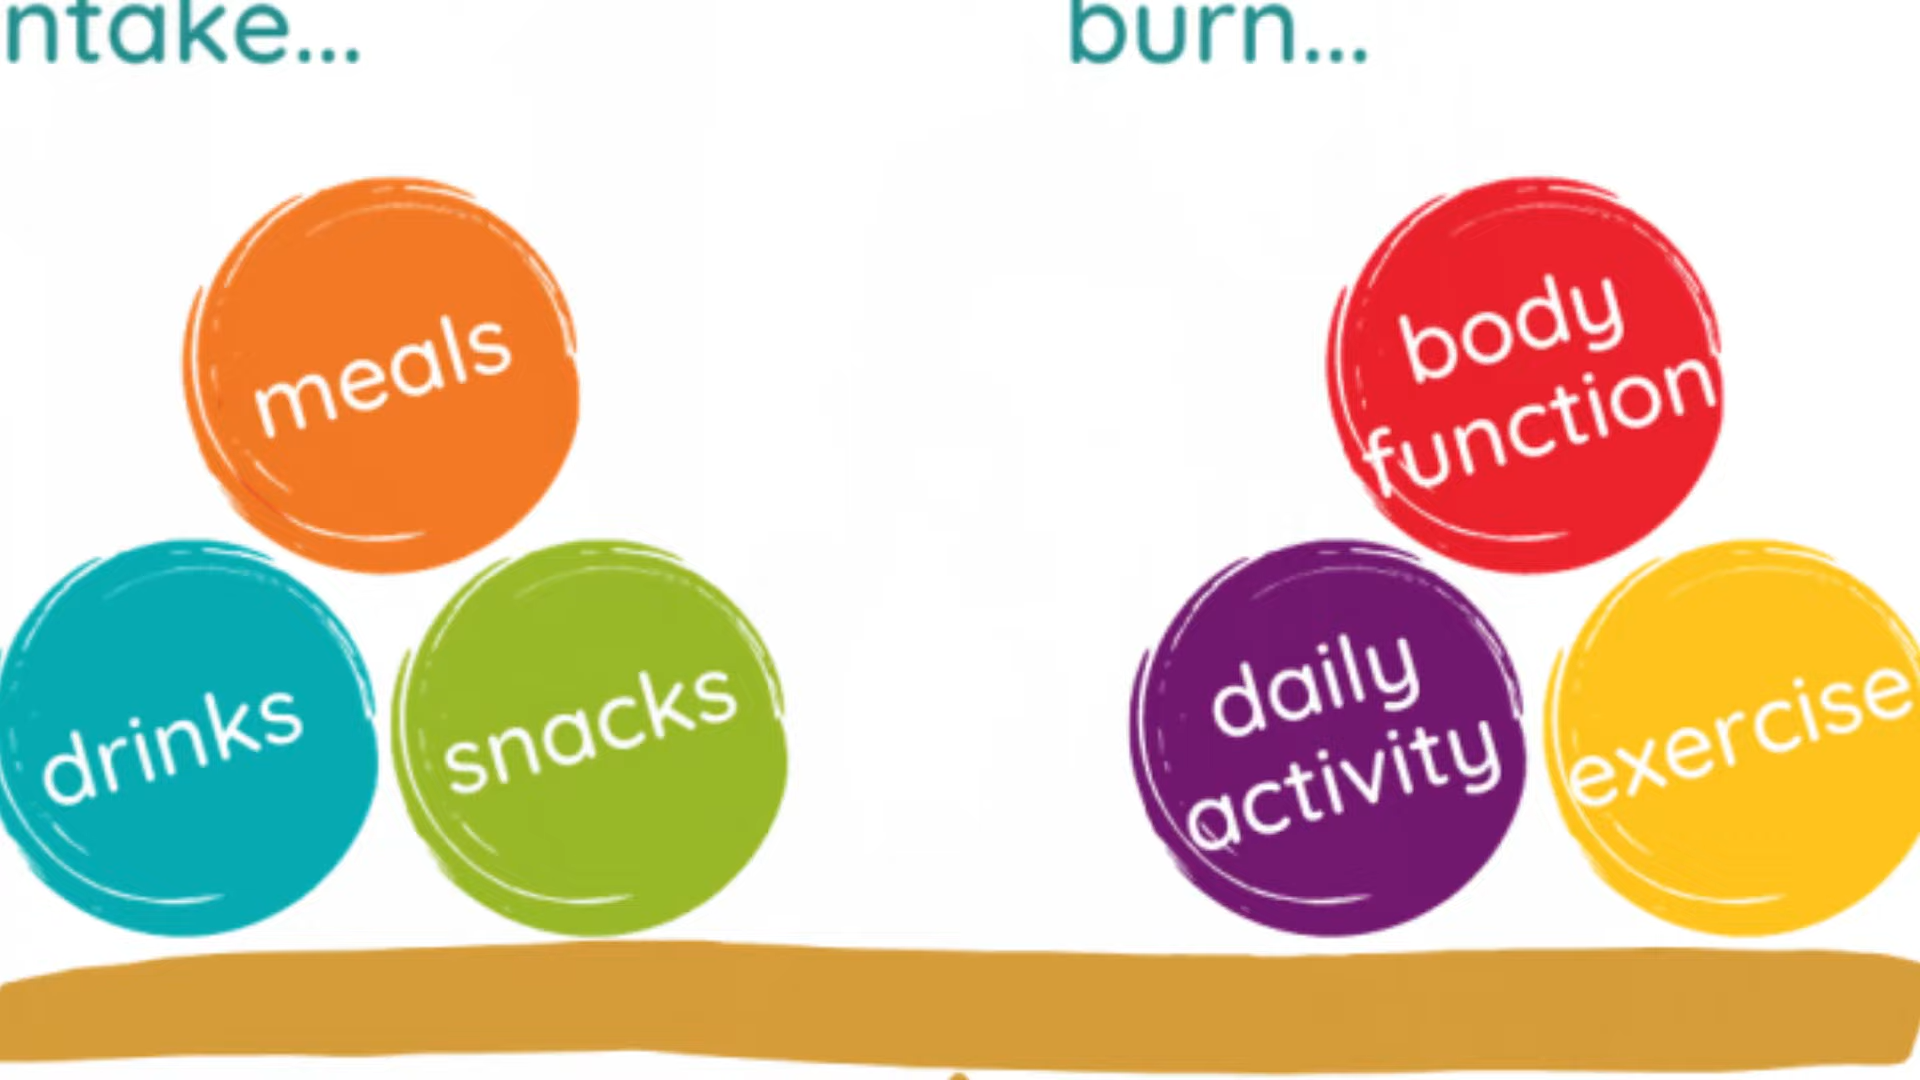 ntake...
burn...
meals
drinks
snacks
body
function
daily
activity
exercise